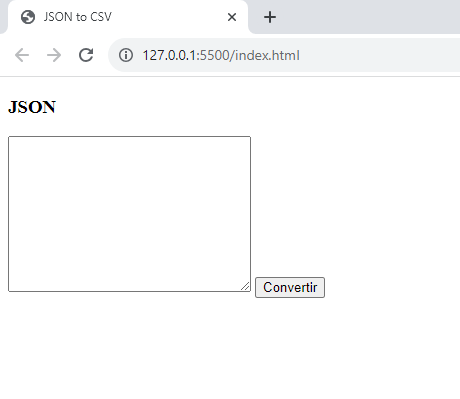 JSON to CSV
127.0.0.1:5500/index.html
JSON
Convertir